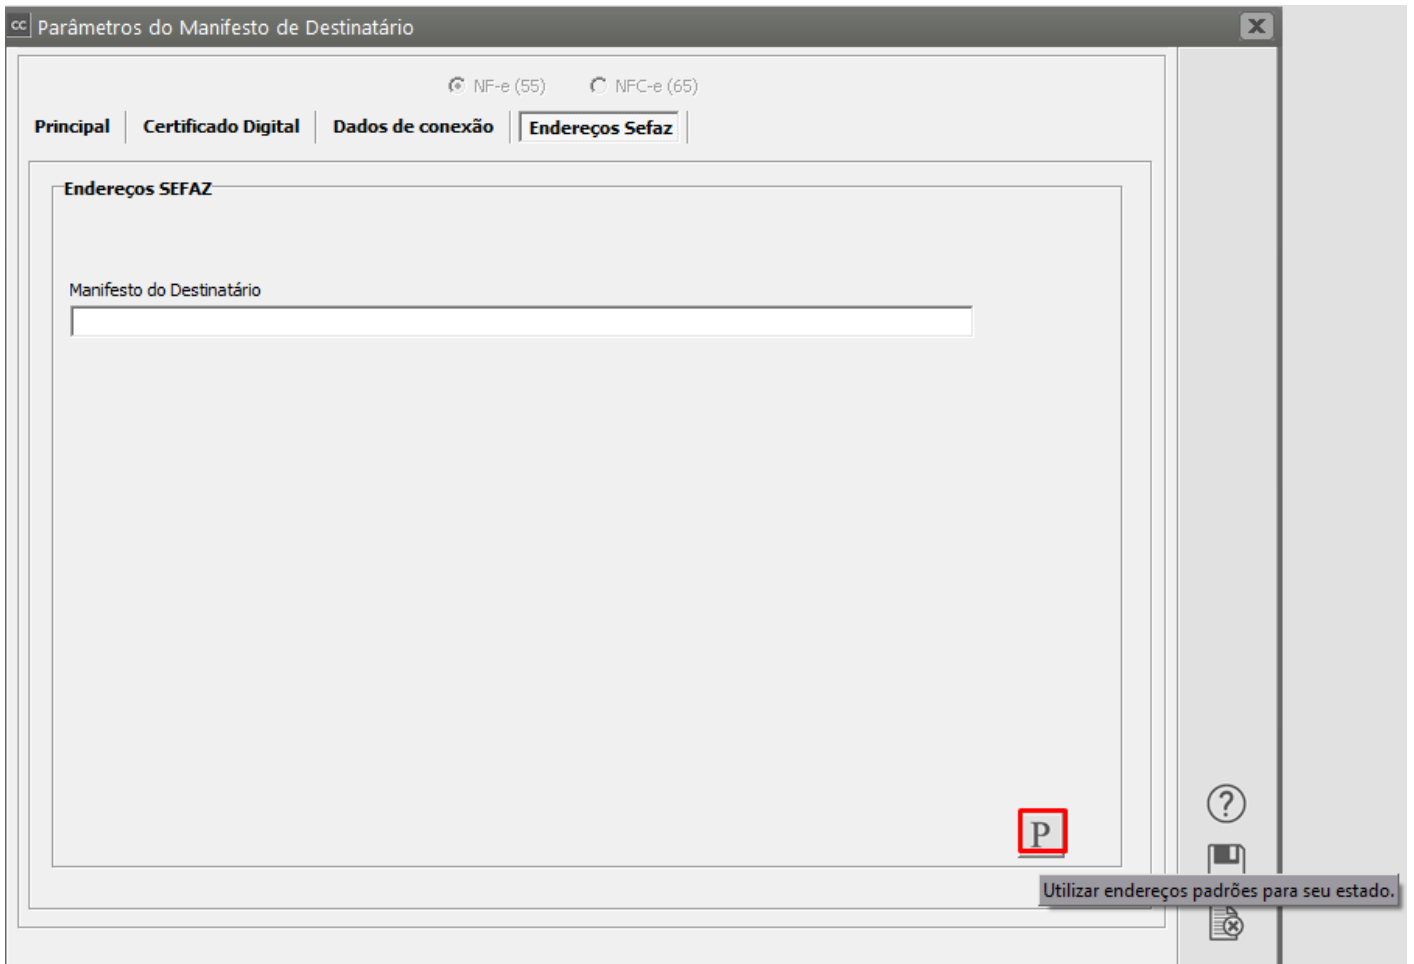 cc Parâmetros do Manifesto de Destinatário
NF-e (55) NFC-e (65)
Principal Certificado Digital Dados de conexão Endereços Sefaz
Endereços SEFAZ
Manifesto do Destinatário
P
?
Utilizar endereços padrões para seu estado.